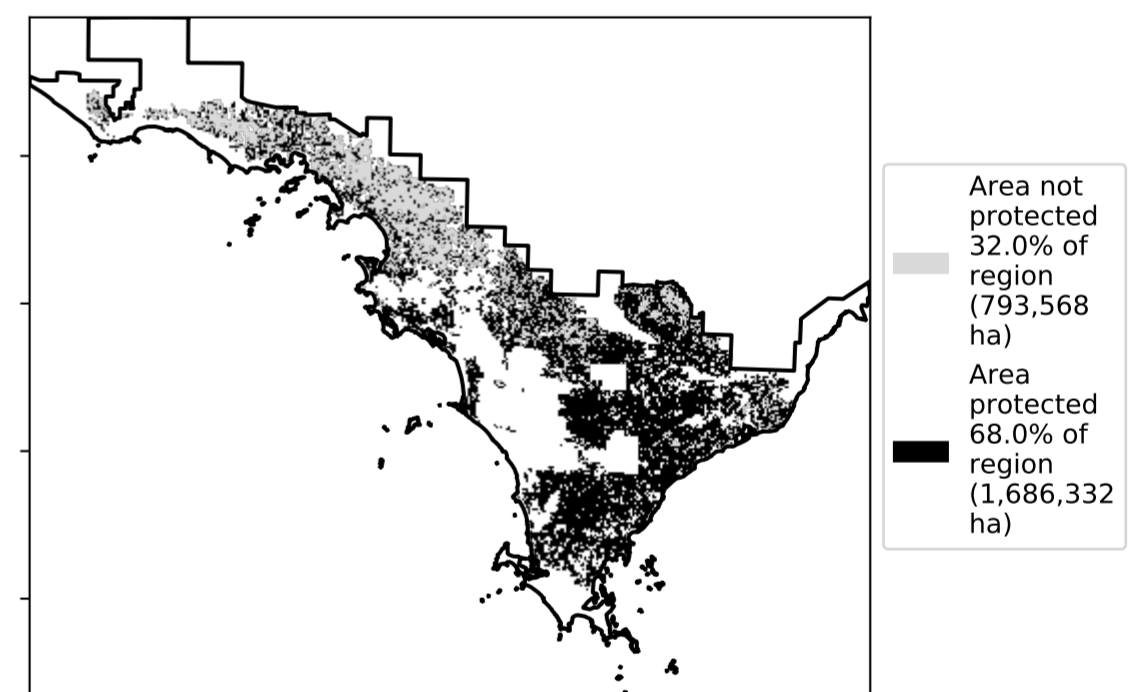 Area not
protected
32.0% of
region
(793,568
ha)
Area
protected
68.0% of
region
(1,686,332
ha)